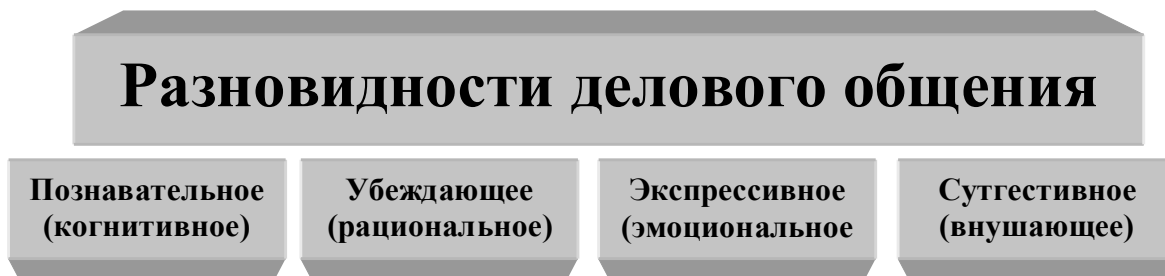 Разновидности делового общения
Познавательное
(когнитивное)
Убеждающее
(рациональное)
Экспрессивное
(эмоциональное
Сутгестивное
(внушающее)